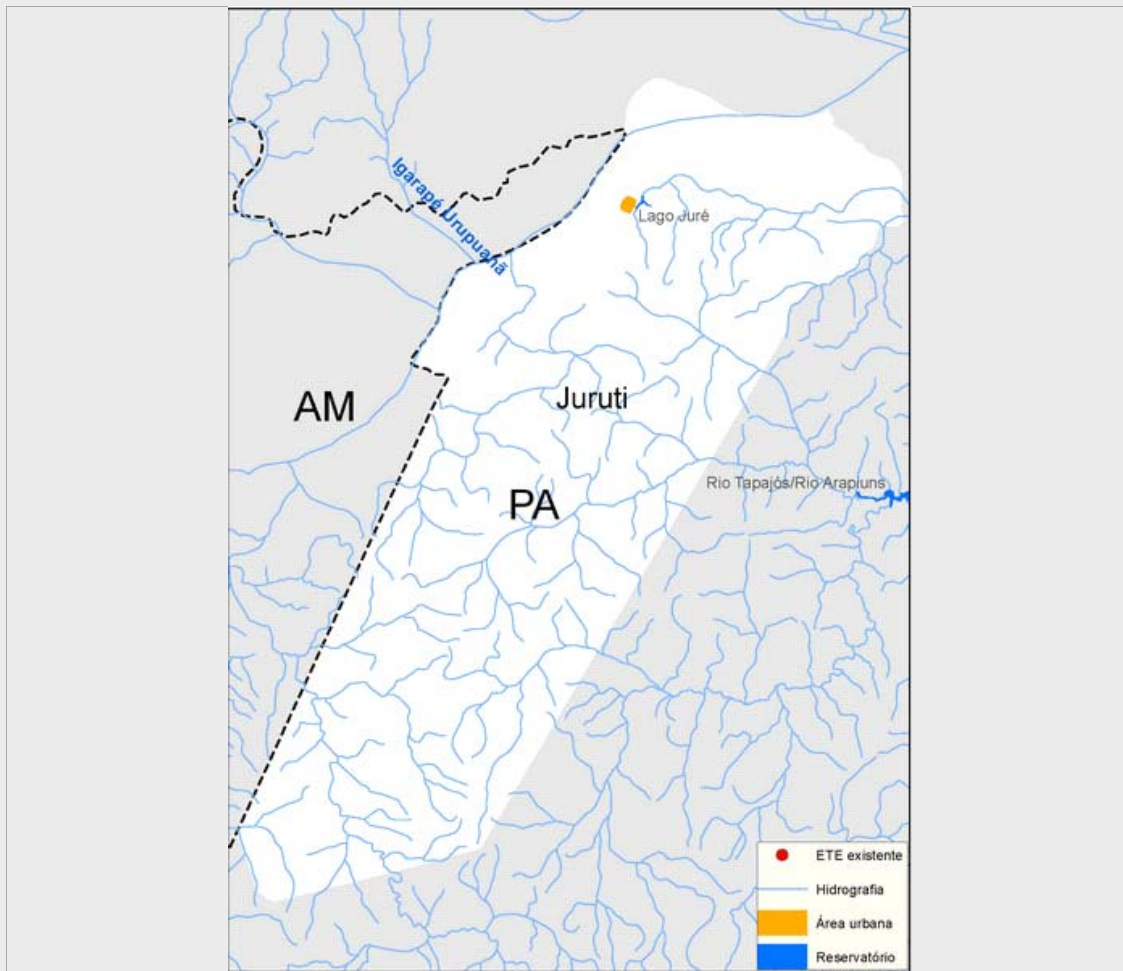 Igarapé Urupuanã
Lago Juré
AM
Juruti
Rio Tapajós/Rio Arapiuns
PA
ETE existente
Hidrografia
Área urbana
Reservatório